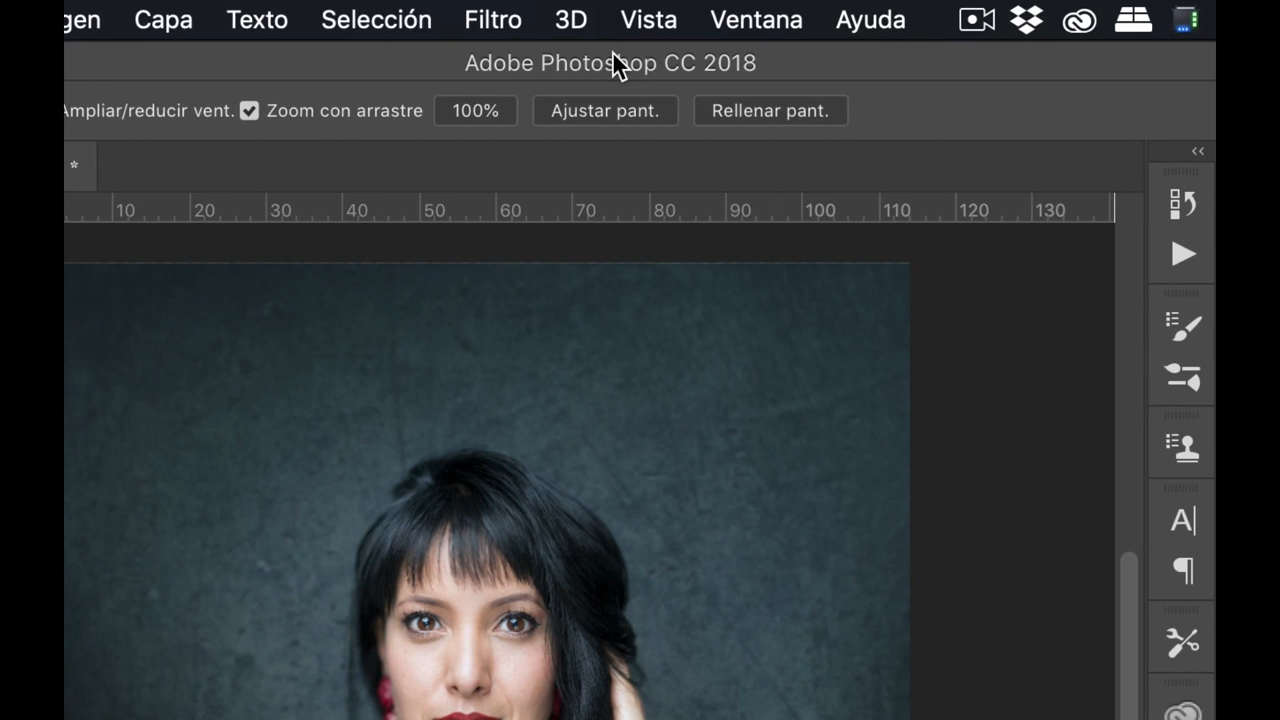 gen Capa Texto Selección Filtro 3D Vista Ventana Ayuda
Adobe Photoshop CC 2018
Ampliar/reducir vent. Zoom con arrastre 100% Ajustar pant. Rellenar pant.
*
10 20 30 40 50 60 70 80 90 100 110 120 130